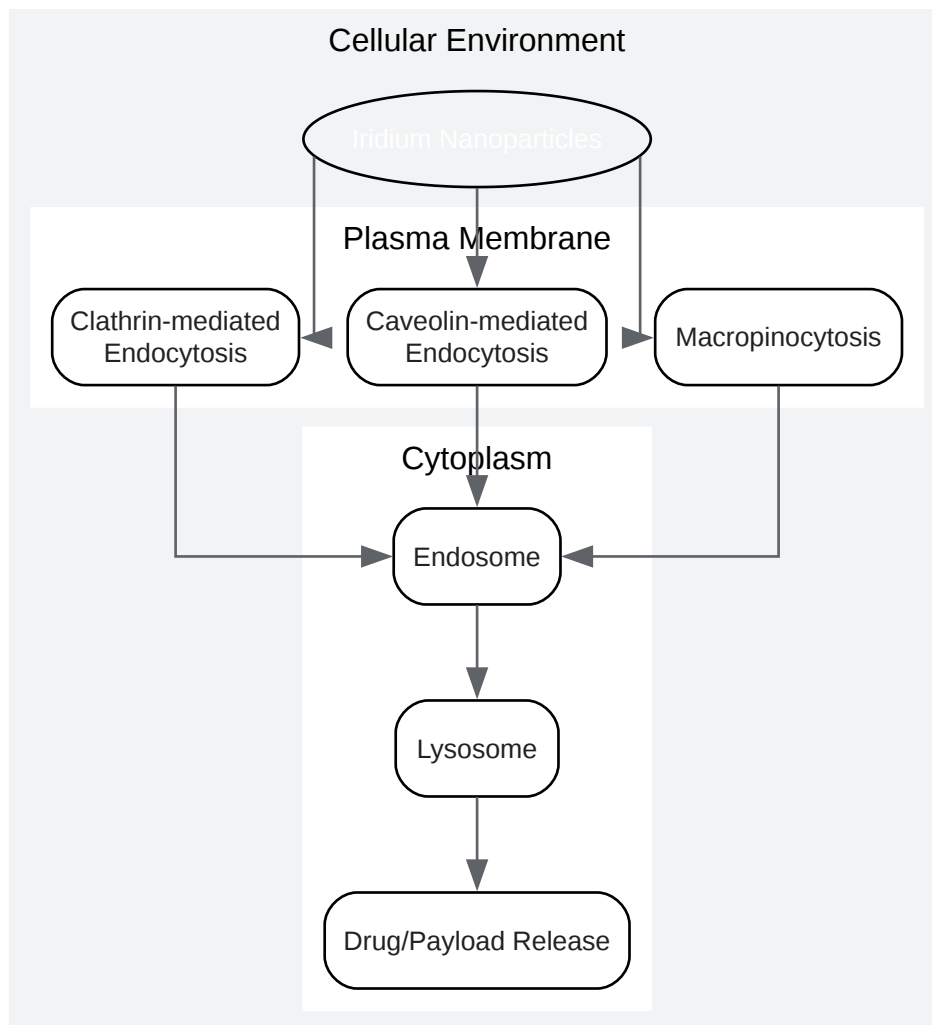 Cellular Environment
Iridium Nanoparticles
Plasma Membrane
Clathrin-mediated
Endocytosis
Caveolin-mediated
Endocytosis
Macropinocytosis
Cytoplasm
Endosome
Lysosome
Drug/Payload Release